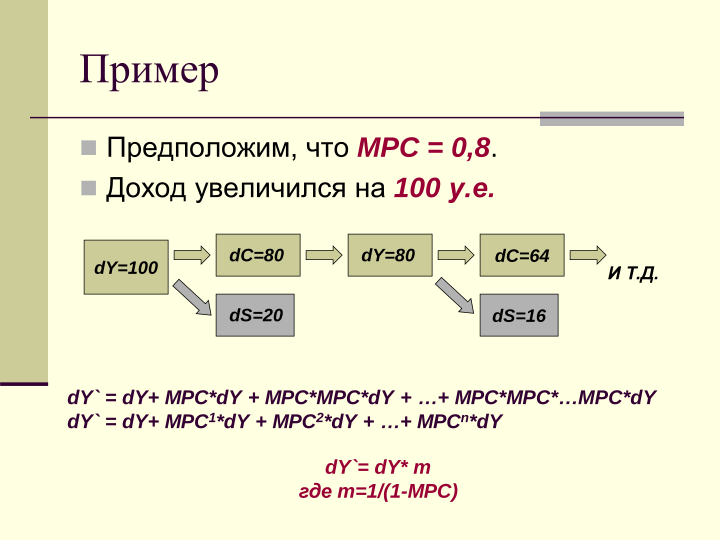 Пример
Предположим, что MPC = 0,8.
Доход увеличился на 100 у.е.
dY=100
dC=80
dY=80
dC=64
И Т.Д.
dS=20
dS=16
dY` = dY+ MPC*dY + MPC*MPC*dY + …+ MPC*MPC*…MPC*dY
dY` = dY+ MPC¹*dY + MPC²*dY + …+ MPCⁿ*dY
dY`= dY* m
где m=1/(1-MPC)